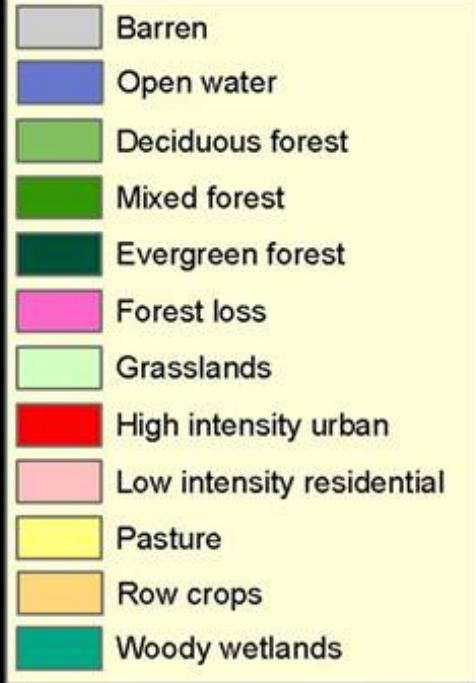 Barren
Open water
Deciduous forest
Mixed forest
Evergreen forest
Forest loss
Grasslands
High intensity urban
Low intensity residential
Pasture
Row crops
Woody wetlands